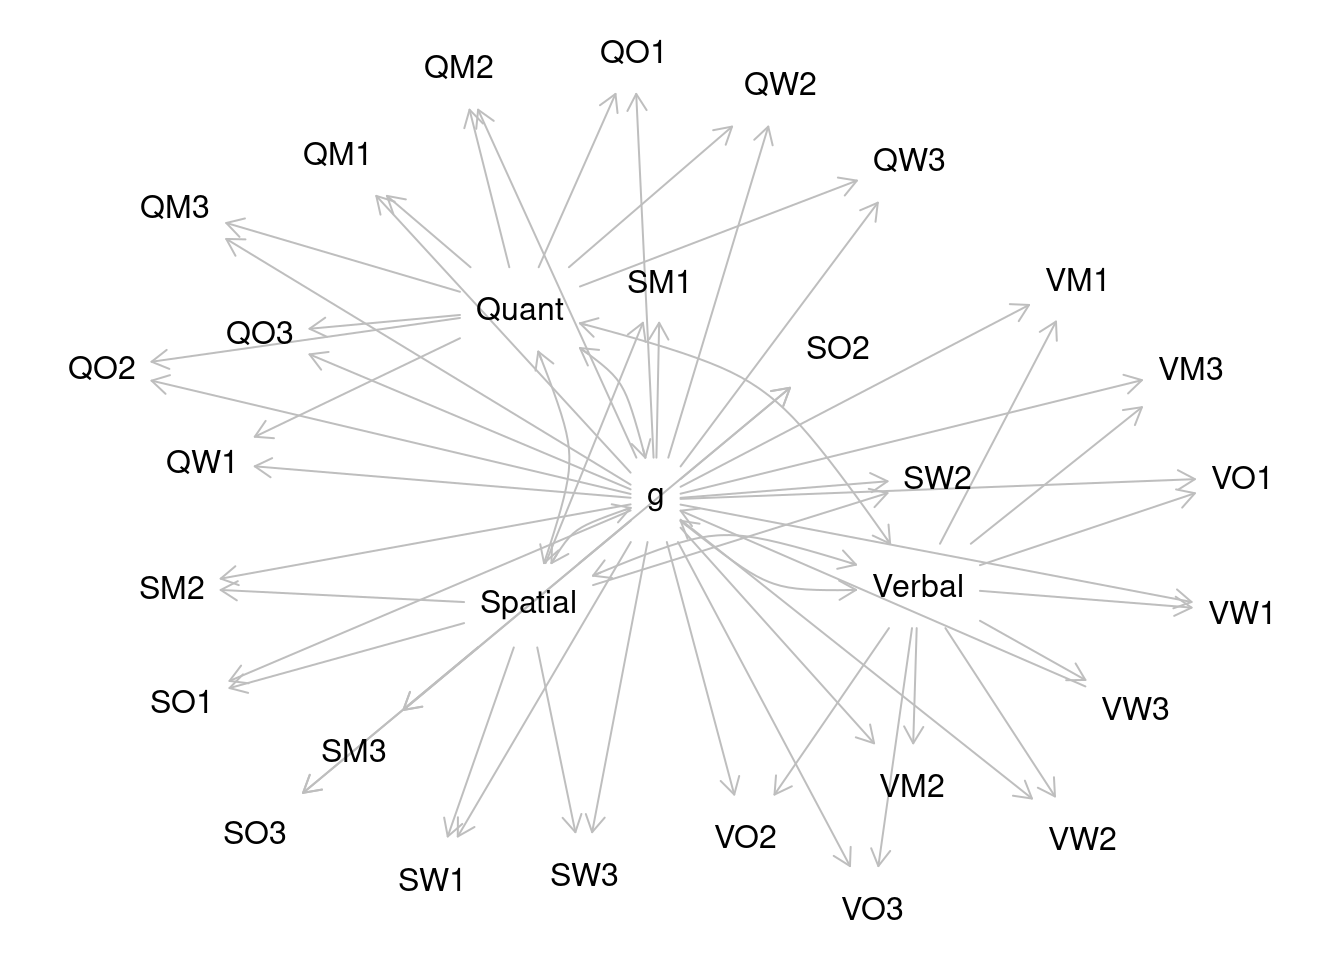 QO1
QM2
QW2
QM1
QW3
QM3
VM1
SM1
Quant
QO3
SO2
QO2
VM3
QW1
SW2
VO1
g
Verbal
SM2
Spatial
VW1
SO1
VW3
SM3
VM2
SO3
VO2
VW2
SW3
SW1
VO3